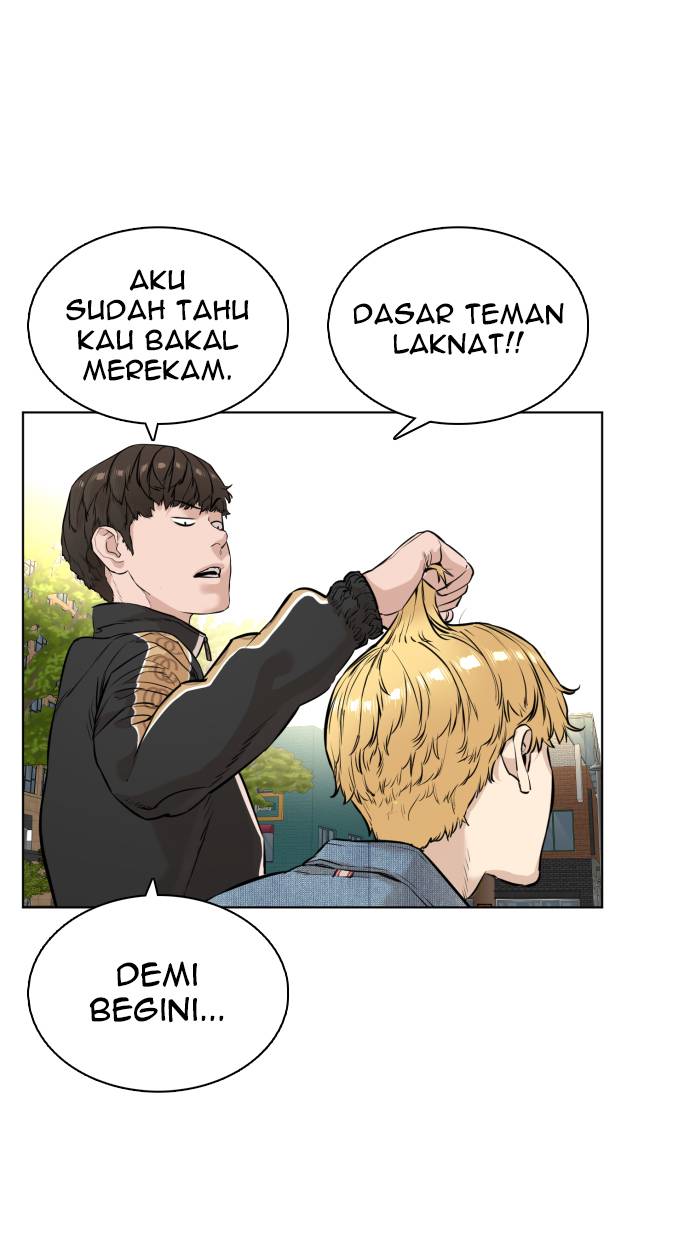 AKU
SUDAH TAHU
KAU BAKAL
MEREKAM.
DASAR TEMAN
LAKNAT!!
DEMI
BEGINI...